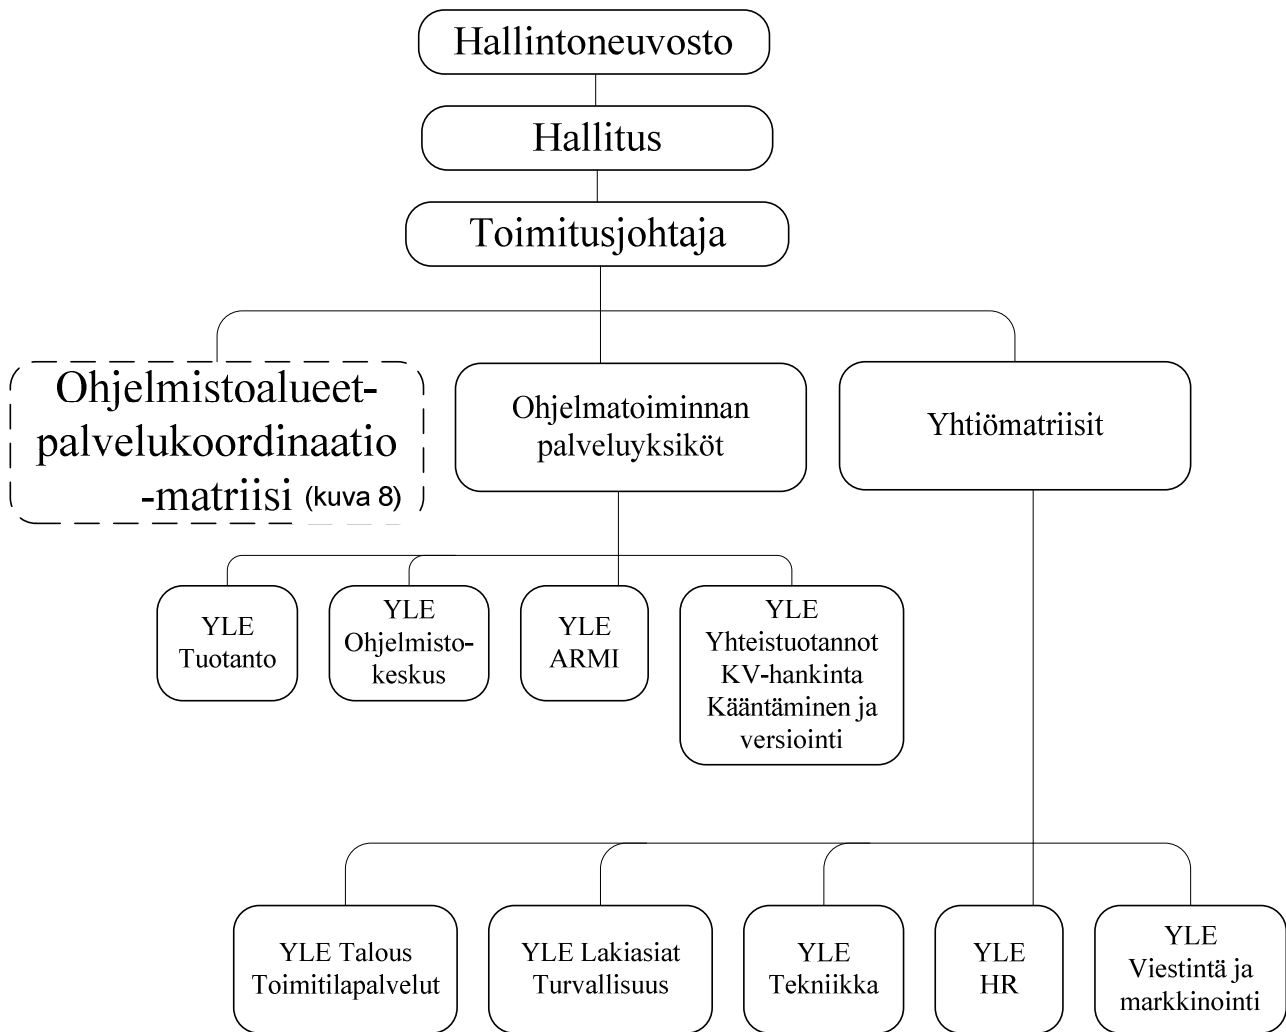 Hallintoneuvosto
Hallitus
Toimitusjohtaja
Ohjelmistoalueet-
palvelukoordinaatio
-matriisi (kuva 8)
Ohjelmatoiminnan
palveluyksiköt
Yhtiömatriisit
YLE
Tuotanto
YLE
Ohjelmisto-
keskus
YLE
ARMI
YLE
Yhteistuotannot
KV-hankinta
Kääntäminen ja
versiointi
YLE Talous
Toimitilapalvelut
YLE Lakiasiat
Turvallisuus
YLE
Tekniikka
YLE
HR
YLE
Viestintä ja
markkinointi